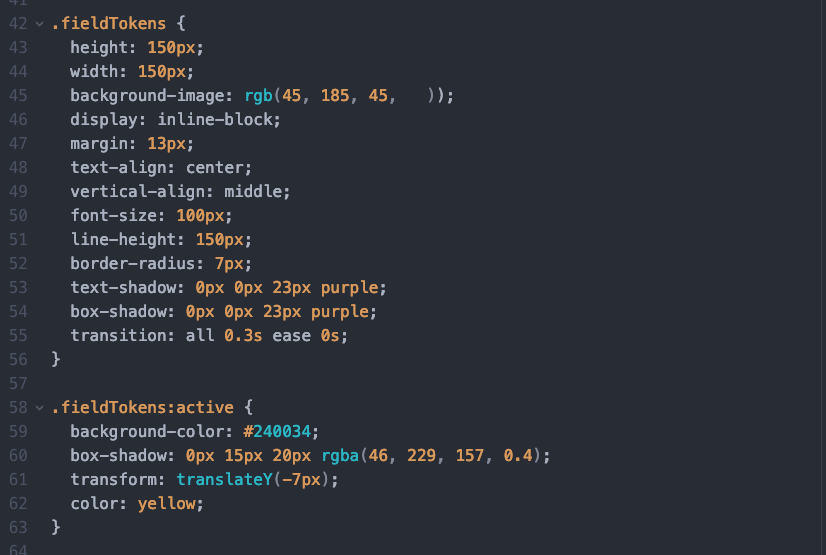 41
42 .fieldTokens {
43 height: 150px;
44 width: 150px;
45 background-image: rgb(45, 185, 45,   ));
46 display: inline-block;
47 margin: 13px;
48 text-align: center;
49 vertical-align: middle;
50 font-size: 100px;
51 line-height: 150px;
52 border-radius: 7px;
53 text-shadow: 0px 0px 23px purple;
54 box-shadow: 0px 0px 23px purple;
55 transition: all 0.3s ease 0s;
56 }
57
58 .fieldTokens:active {
59 background-color: #240034;
60 box-shadow: 0px 15px 20px rgba(46, 229, 157, 0.4);
61 transform: translateY(-7px);
62 color: yellow;
63 }
64